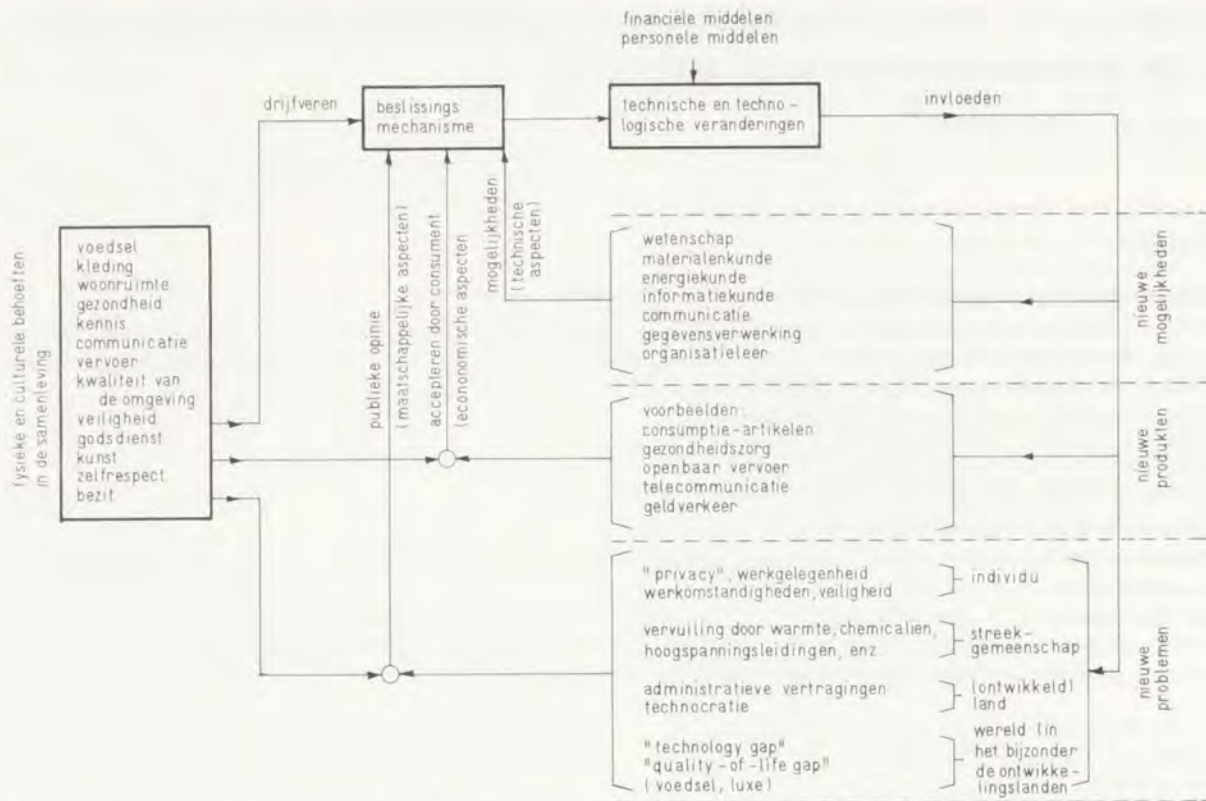 financiële middelen
personele middelen
drijfveren
beslissings
mechanisme
technische en techno-
logische veranderingen
invloeden
fysieke en culturele behoeften
in de samenleving
voedsel
kleding
woonruimte
gezondheid
kennis
communicatie
vervoer
kwaliteit van
de omgeving
veiligheid
godsdienst
kunst
zelfrespect
bezit
publieke opinie
(maatschappelijke aspecten)
accepteren door consument
(econonomische aspecten)
mogelijkheden
(technische
aspecten)
wetenschap
materialenkunde
energiekunde
informatiekunde
communicatie
gegevensverwerking
organisatieleer
nieuwe
mogelijkheden
voorbeelden:
consumptie-artikelen
gezondheidszorg
openbaar vervoer
telecommunicatie
geldverkeer
nieuwe
produkten
"privacy", werkgelegenheid
werkomstandigheden, veiligheid
individu
vervuiling door warmte, chemicaliën,
hoogspanningsleidingen, enz.
streek-
gemeenschap
administratieve vertragingen
technocratie
(ontwikkeld)
land
"technology gap"
"quality-of-life gap"
(voedsel, luxe)
wereld (in
het bijzonder
de ontwikke-
lingslanden
nieuwe
problemen